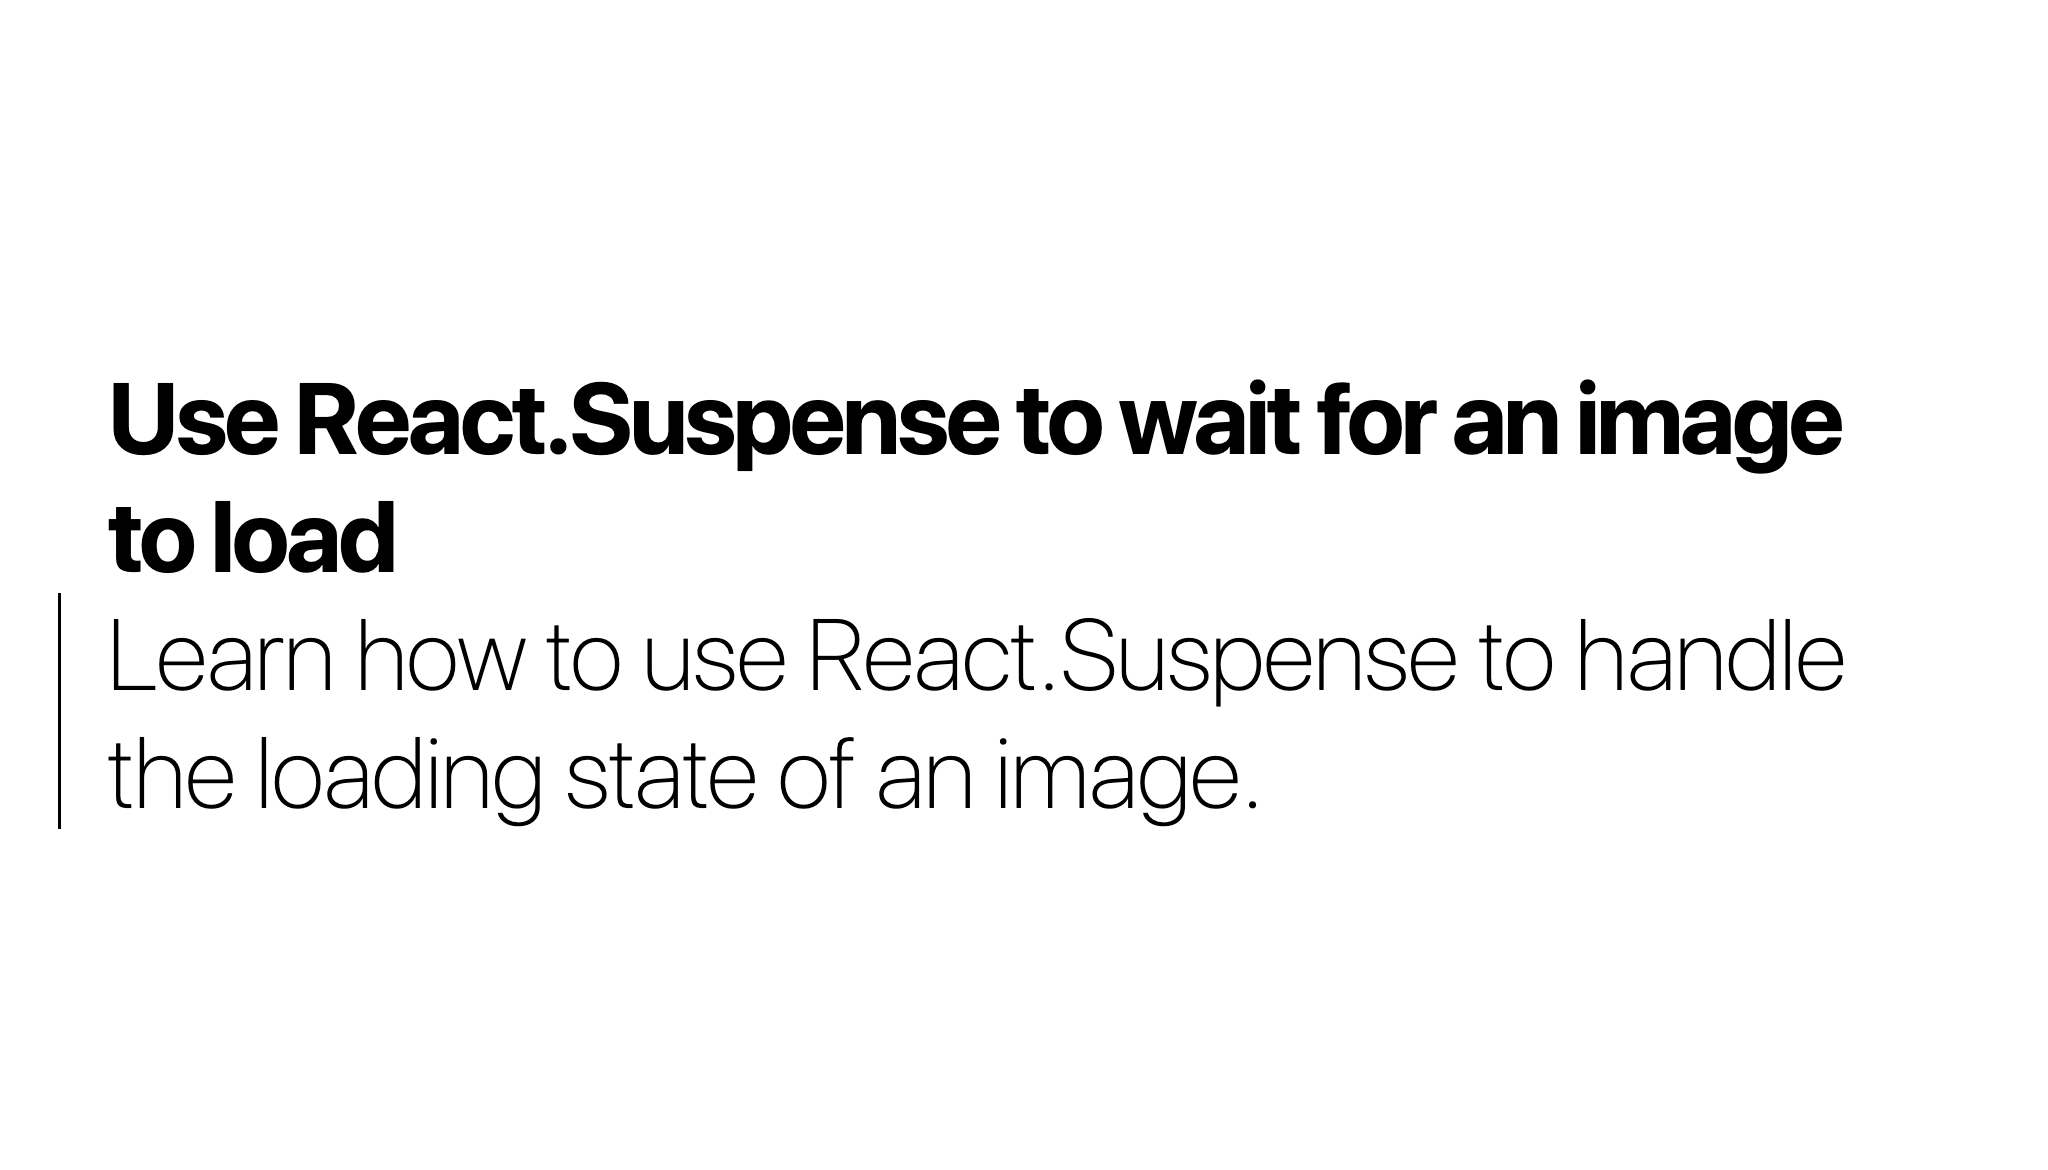 Use React.Suspense to wait for an image
to load
Learn how to use React.Suspense to handle
the loading state of an image.